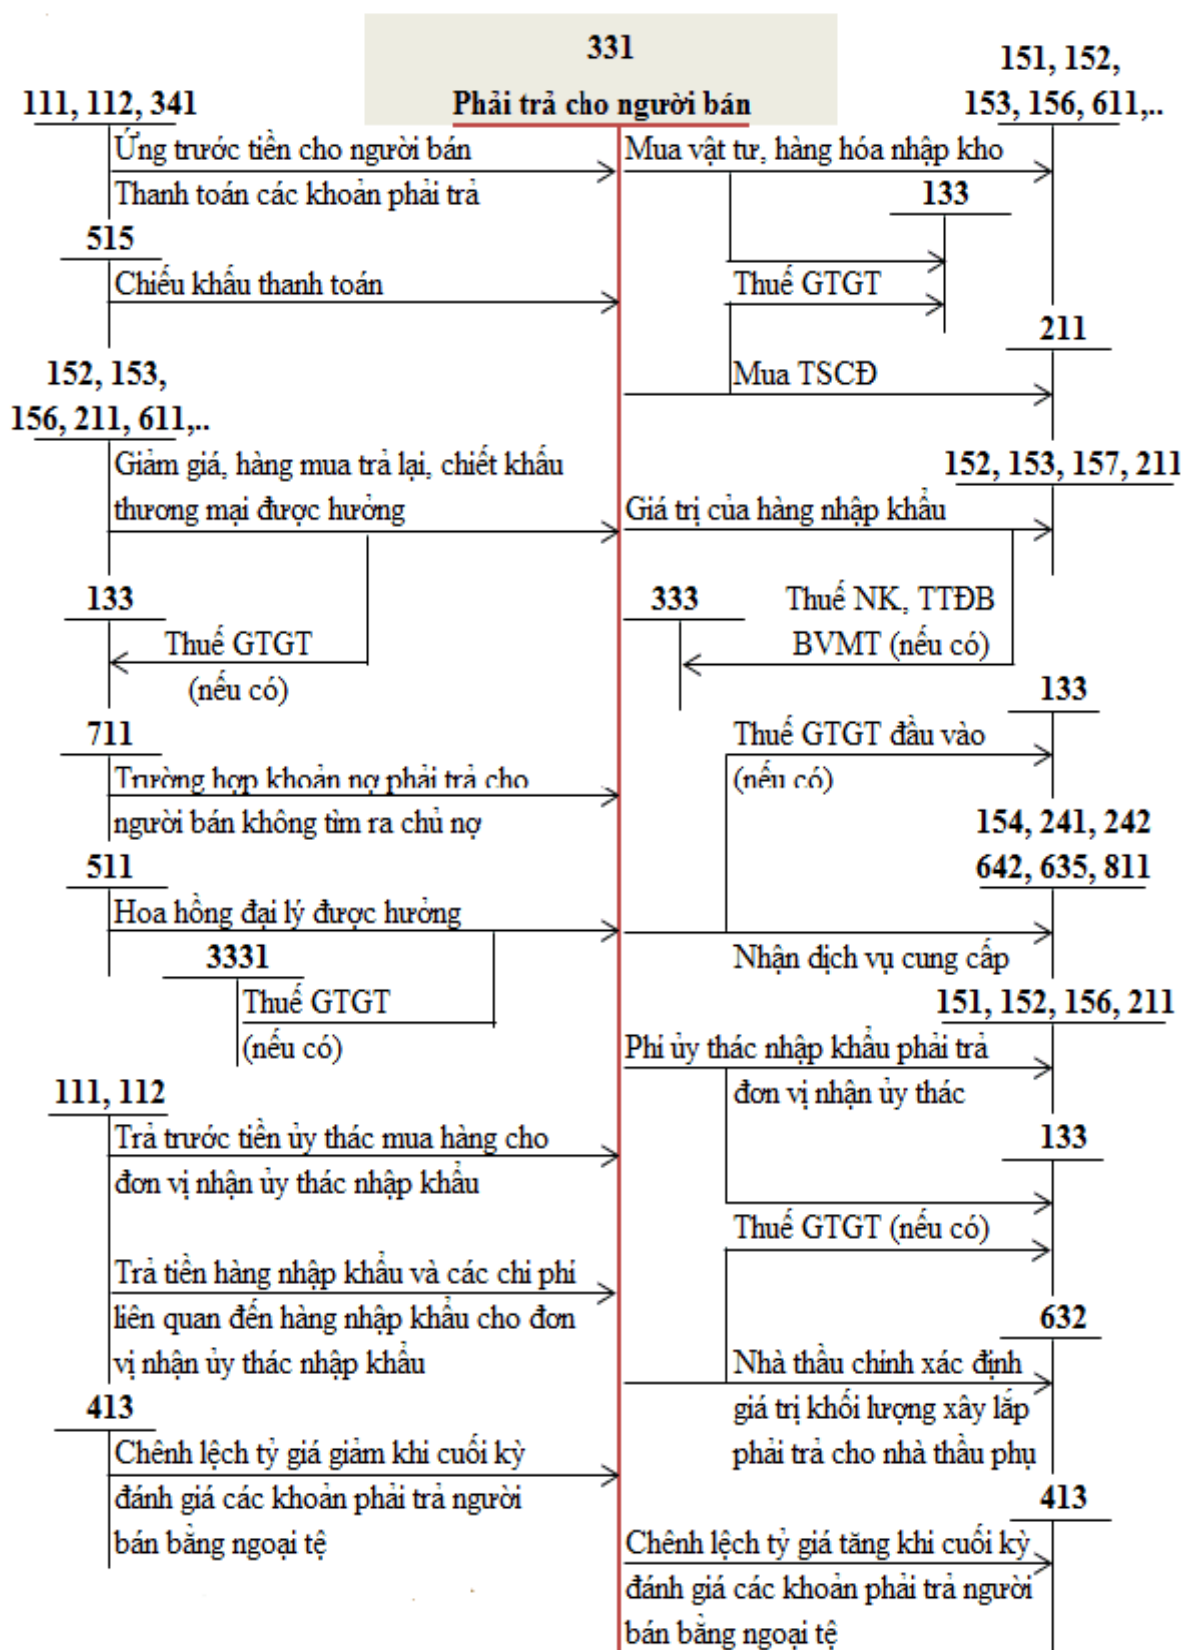 331
Phải trả cho người bán
111, 112, 341
Ứng trước tiền cho người bán
Thanh toán các khoản phải trả
515
Chiếu khấu thanh toán
152, 153,
156, 211, 611,..
Giảm giá, hàng mua trả lại, chiết khấu
thương mại được hưởng
133
Thuế GTGT
(nếu có)
711
Trường hợp khoản nợ phải trả cho
người bán không tìm ra chủ nợ
511
Hoa hồng đại lý được hưởng
3331
Thuế GTGT
(nếu có)
111, 112
Trả trước tiền ủy thác mua hàng cho
đơn vị nhận ủy thác nhập khẩu
Trả tiền hàng nhập khẩu và các chi phí
liên quan đến hàng nhập khẩu cho đơn
vị nhận ủy thác nhập khẩu
413
Chênh lệch tỷ giá giảm khi cuối kỳ
đánh giá các khoản phải trả người
bán bằng ngoại tệ
151, 152,
153, 156, 611,..
Mua vật tư, hàng hóa nhập kho
133
Thuế GTGT
211
Mua TSCĐ
152, 153, 157, 211
Giá trị của hàng nhập khẩu
333
Thuế NK, TTĐB
BVMT (nếu có)
133
Thuế GTGT đầu vào
(nếu có)
154, 241, 242
642, 635, 811
Nhận dịch vụ cung cấp
151, 152, 156, 211
Phí ủy thác nhập khẩu phải trả
đơn vị nhận ủy thác
133
Thuế GTGT (nếu có)
632
Nhà thầu chính xác định
giá trị khối lượng xây lắp
phải trả cho nhà thầu phụ
413
Chênh lệch tỷ giá tăng khi cuối kỳ
đánh giá các khoản phải trả người
bán bằng ngoại tệ